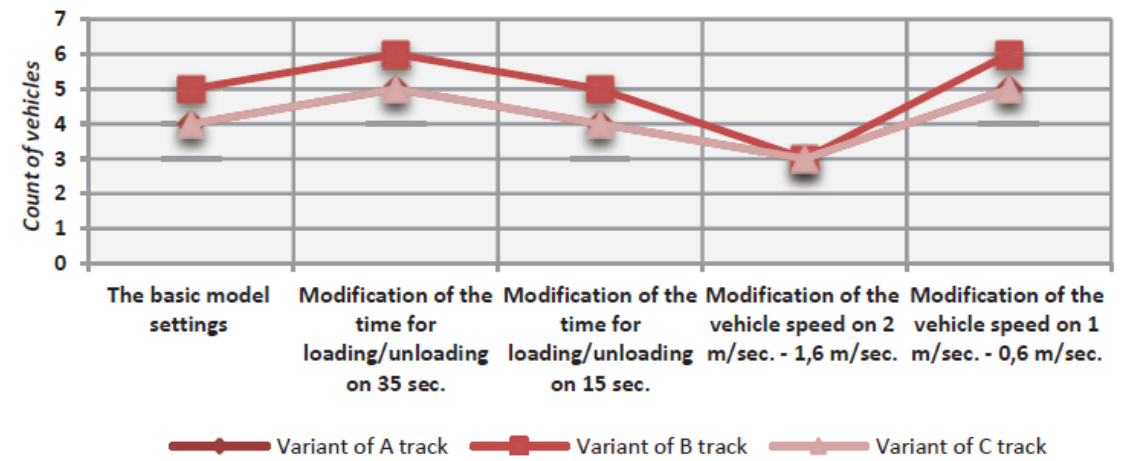 7
6
5
4
3
2
1
0
Count of vehicles
The basic model
settings
Modification of the
time for
loading/unloading
on 35 sec.
Modification of the
time for
loading/unloading
on 15 sec.
Modification of the
vehicle speed on 2
m/sec. - 1,6 m/sec.
Modification of the
vehicle speed on 1
m/sec. - 0,6 m/sec.
Variant of A track
Variant of B track
Variant of C track